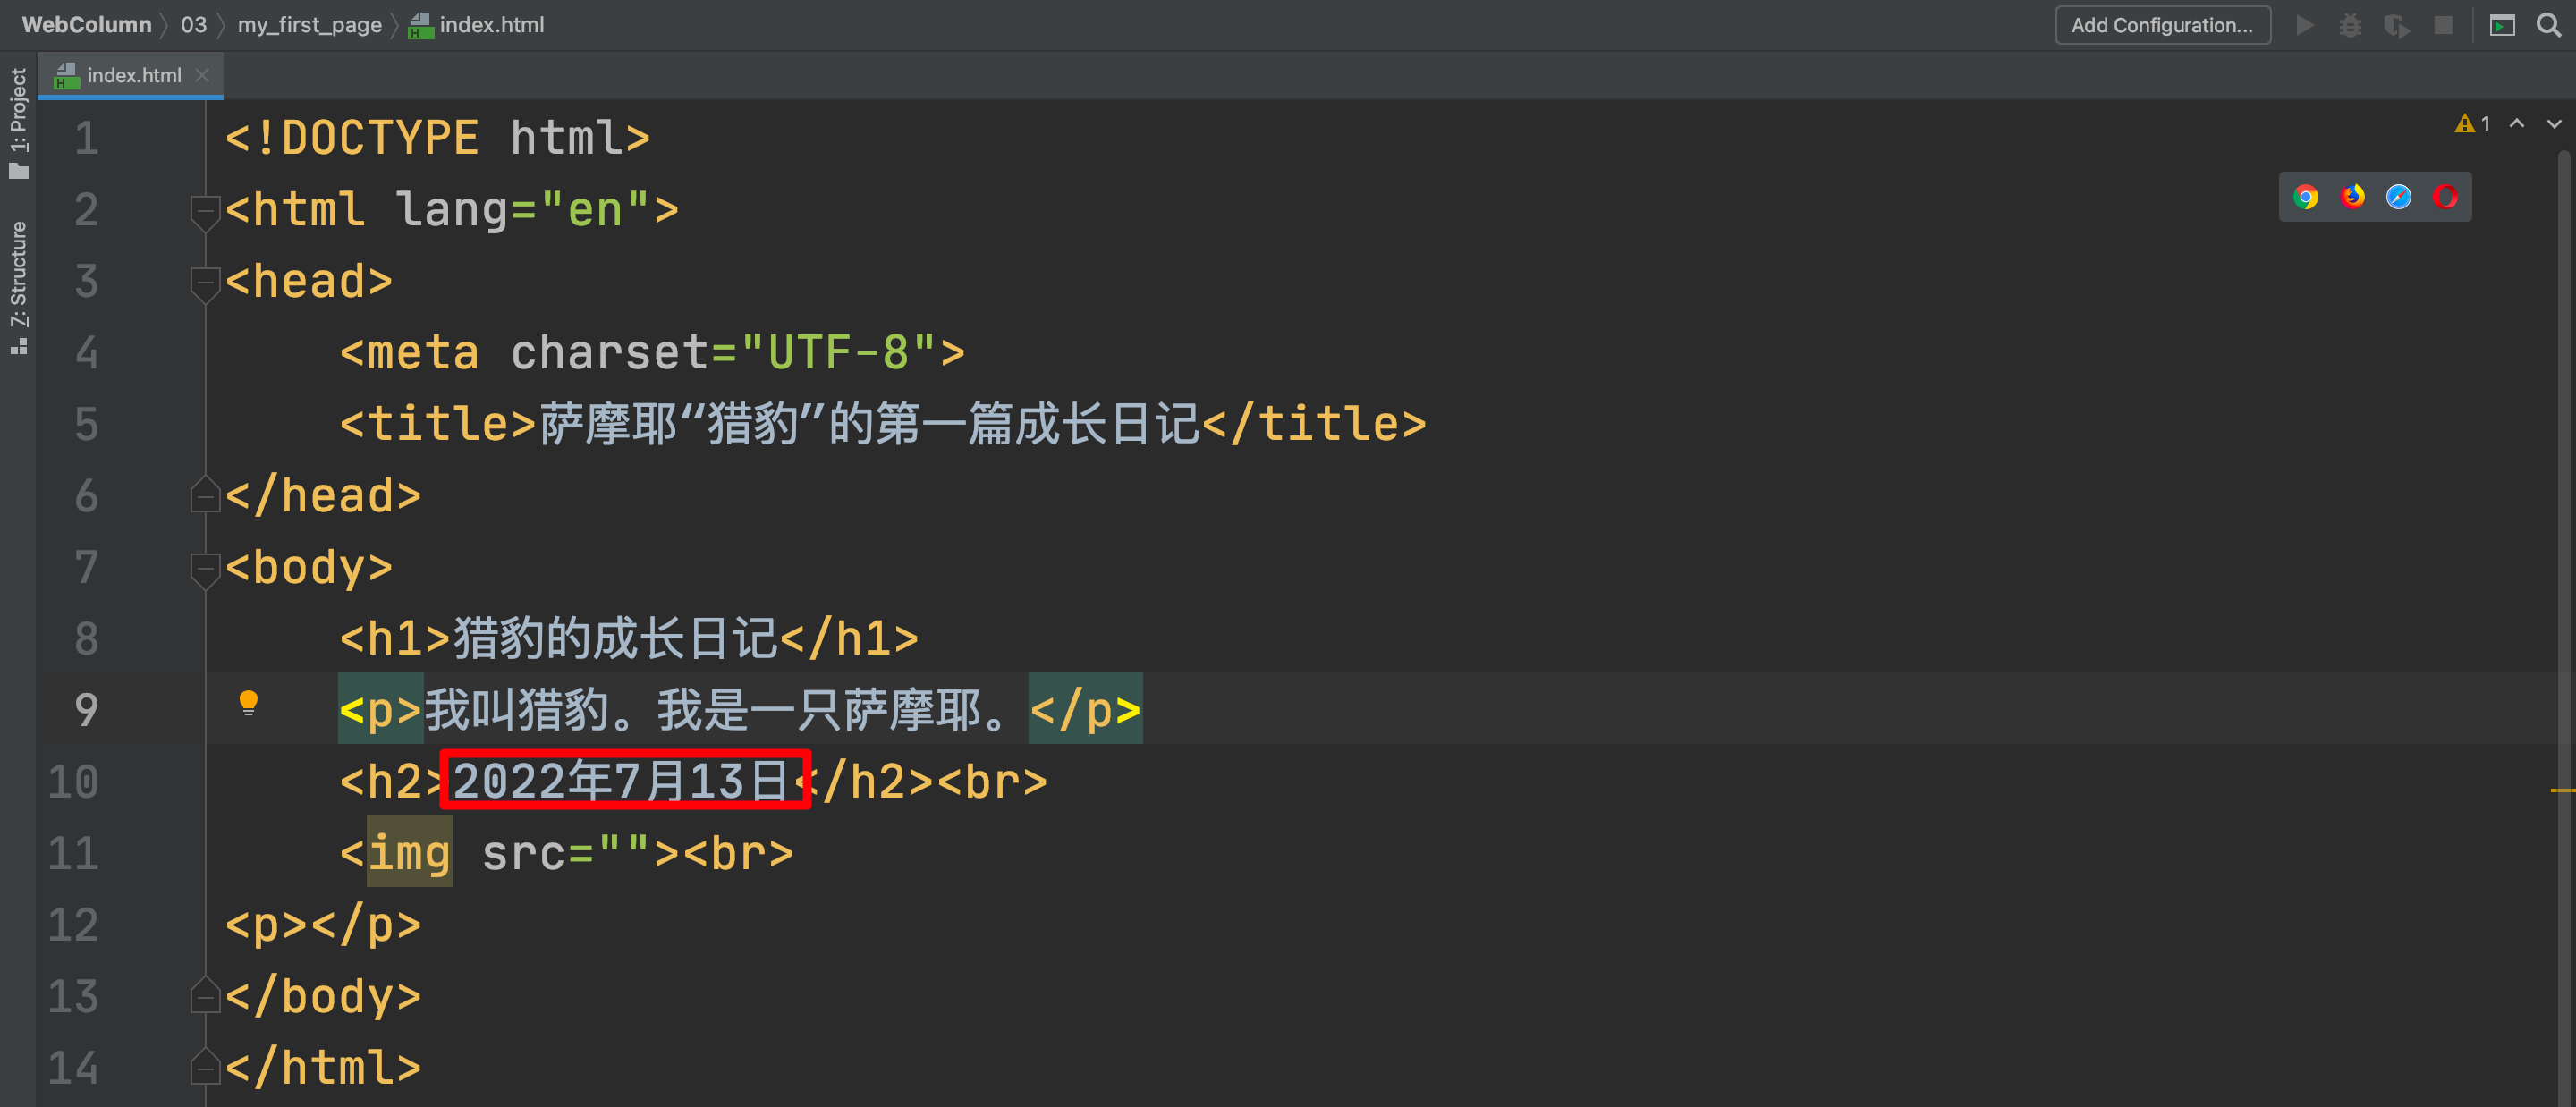 WebColumn 03 my_first_page index.html Add Configuration...
index.html
1: Project
Z: Structure
1
1 <!DOCTYPE html>
2 <html lang="en">
3 <head>
4 <meta charset="UTF-8">
5 <title>萨摩耶“猎豹”的第一篇成长日记</title>
6 </head>
7 <body>
8 <h1>猎豹的成长日记</h1>
9 <p>我叫猎豹。我是一只萨摩耶。</p>
10 <h2>2022年7月13日</h2><br>
11 <img src=""><br>
12 <p></p>
13 </body>
14 </html>